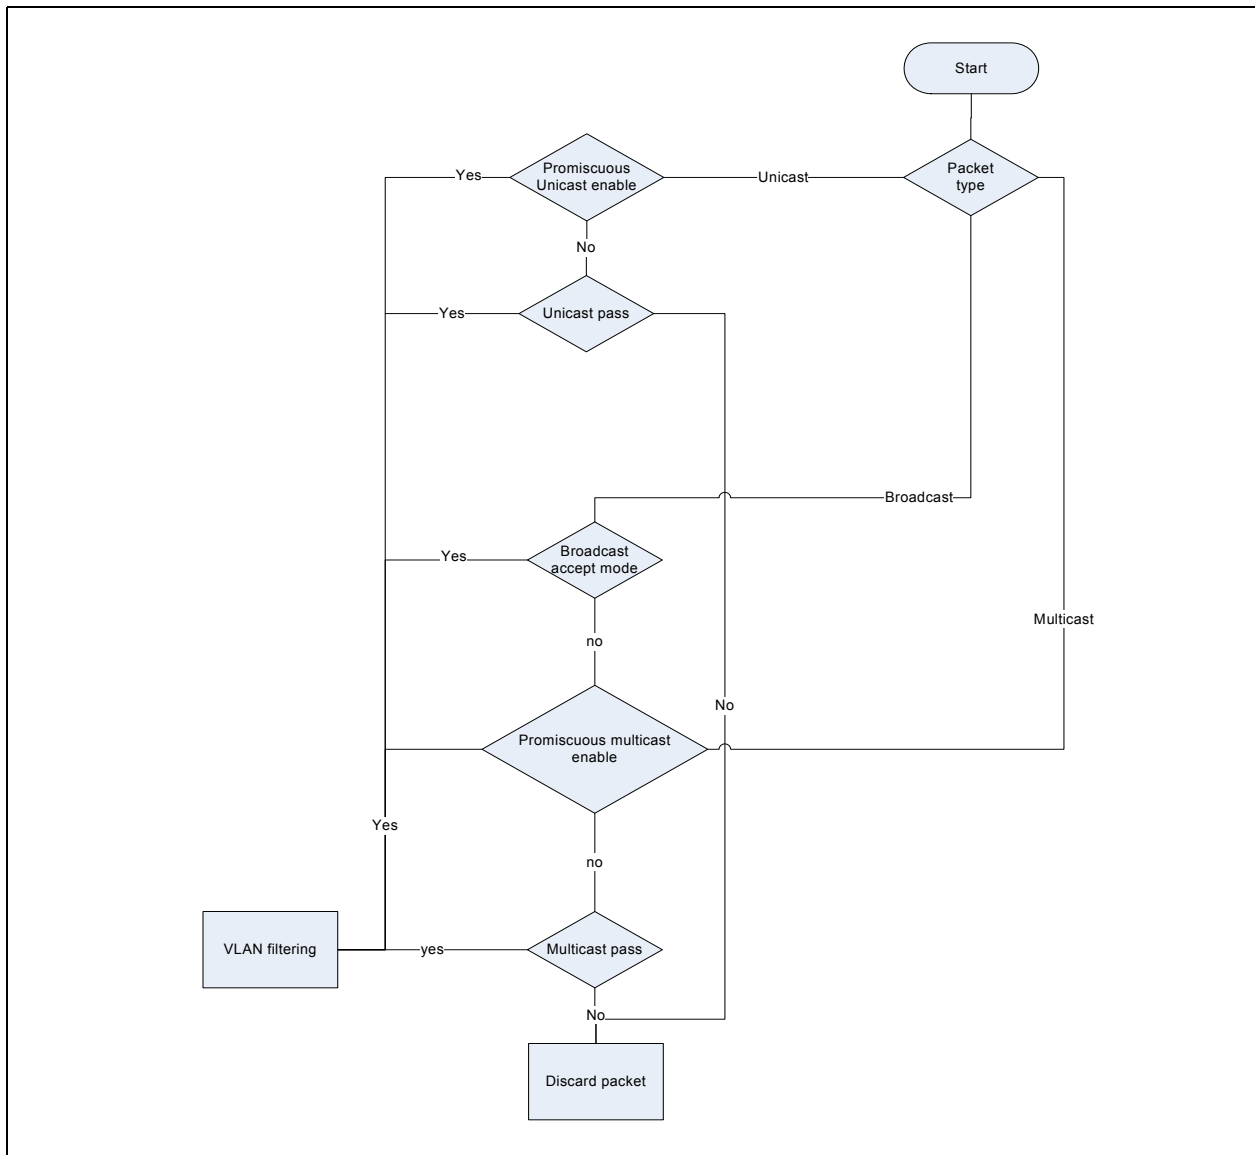 Start
Packet
type
Unicast
Promiscuous
Unicast enable
Yes
No
Unicast pass
Yes
Broadcast
Broadcast
accept mode
Yes
Multicast
no
No
Promiscuous multicast
enable
Yes
no
VLAN filtering
yes
Multicast pass
No
Discard packet